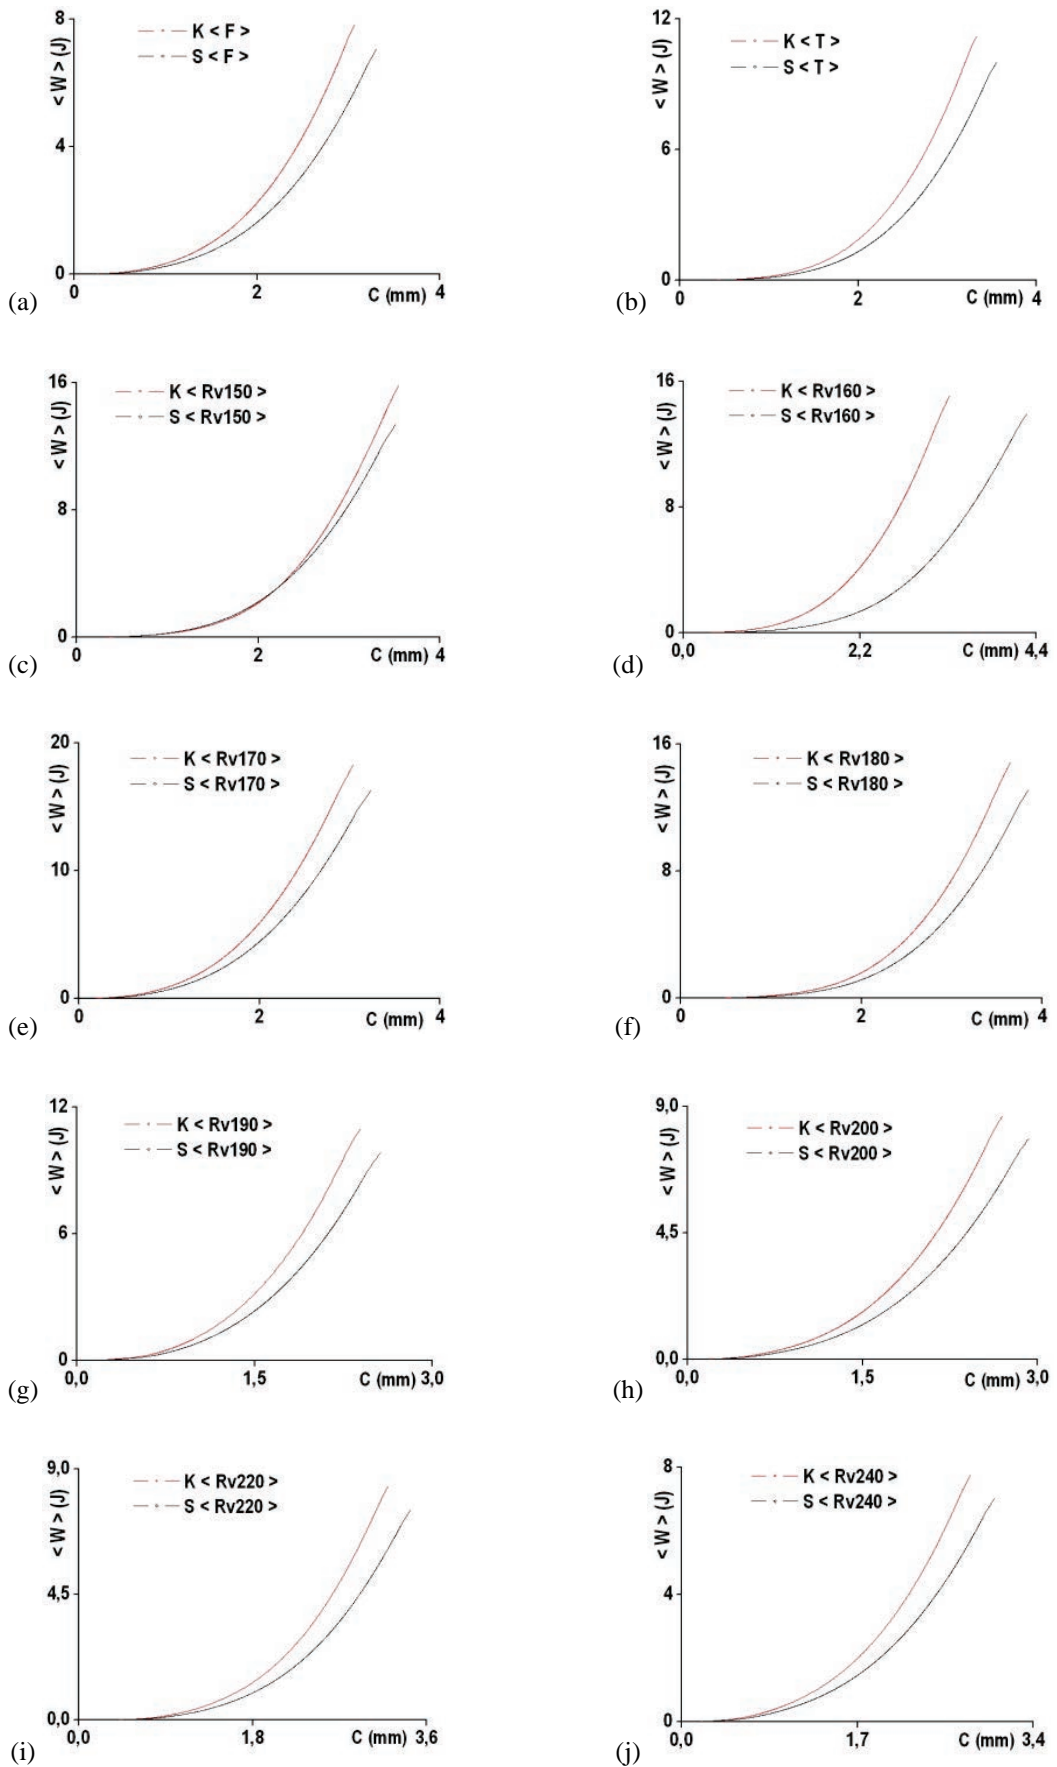 8
K < F >
S < F >
< W > (J)
4
0
0
2
C (mm) 4
(a)
12
K < T >
S < T >
< W > (J)
6
0
0
2
C (mm) 4
(b)
16
K < Rv150 >
S < Rv150 >
< W > (J)
8
0
0
2
C (mm) 4
(c)
16
K < Rv160 >
S < Rv160 >
< W > (J)
8
0
0,0
2,2
C (mm) 4,4
(d)
20
K < Rv170 >
S < Rv170 >
< W > (J)
10
0
0
2
C (mm) 4
(e)
16
K < Rv180 >
S < Rv180 >
< W > (J)
8
0
0
2
C (mm) 4
(f)
12
K < Rv190 >
S < Rv190 >
< W > (J)
6
0
0,0
1,5
C (mm) 3,0
(g)
9,0
K < Rv200 >
S < Rv200 >
< W > (J)
4,5
0,0
0,0
1,5
C (mm) 3,0
(h)
9,0
K < Rv220 >
S < Rv220 >
< W > (J)
4,5
0,0
0,0
1,8
C (mm) 3,6
(i)
8
K < Rv240 >
S < Rv240 >
< W > (J)
4
0
0,0
1,7
C (mm) 3,4
(j)